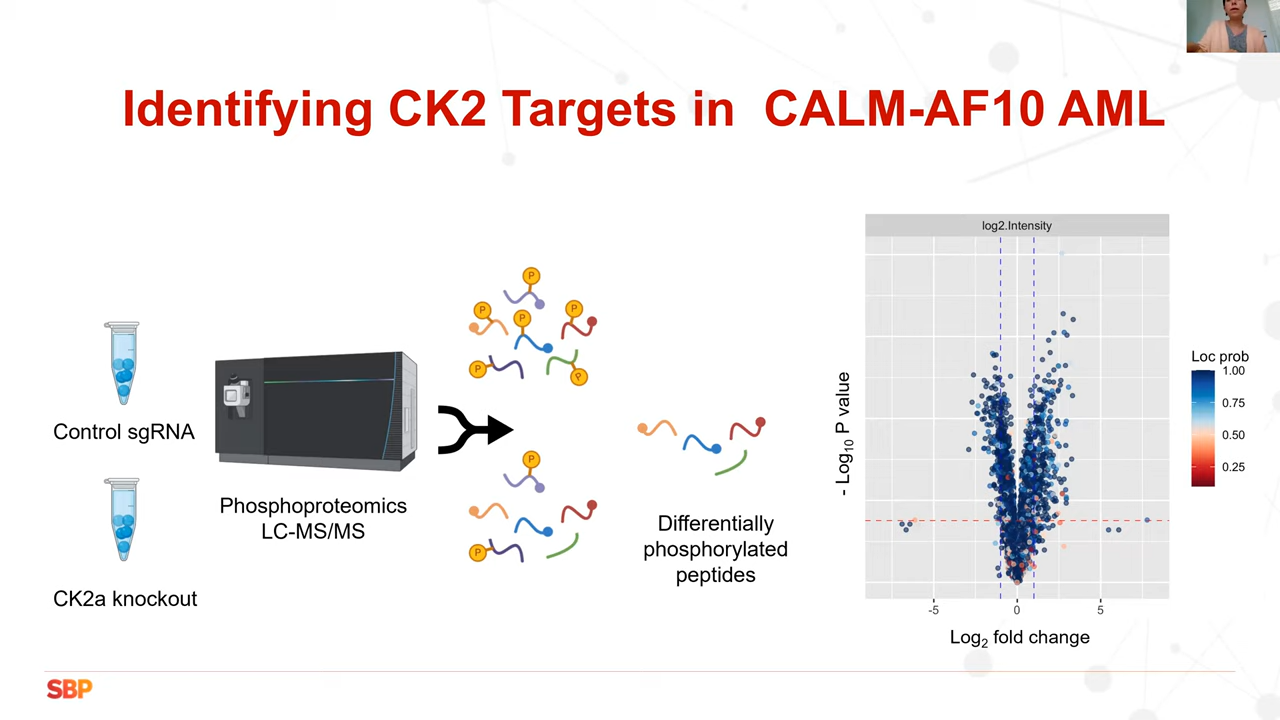 Identifying CK2 Targets in  CALM-AF10 AML
Control sgRNA
CK2a knockout
Phosphoproteomics
LC-MS/MS
P
P
P
P
P
P
P
P
Differentially
phosphorylated
peptides
log2.Intensity
- Log10 P value
-5
0
5
Log2 fold change
Loc prob
1.00
0.75
0.50
0.25
SBP